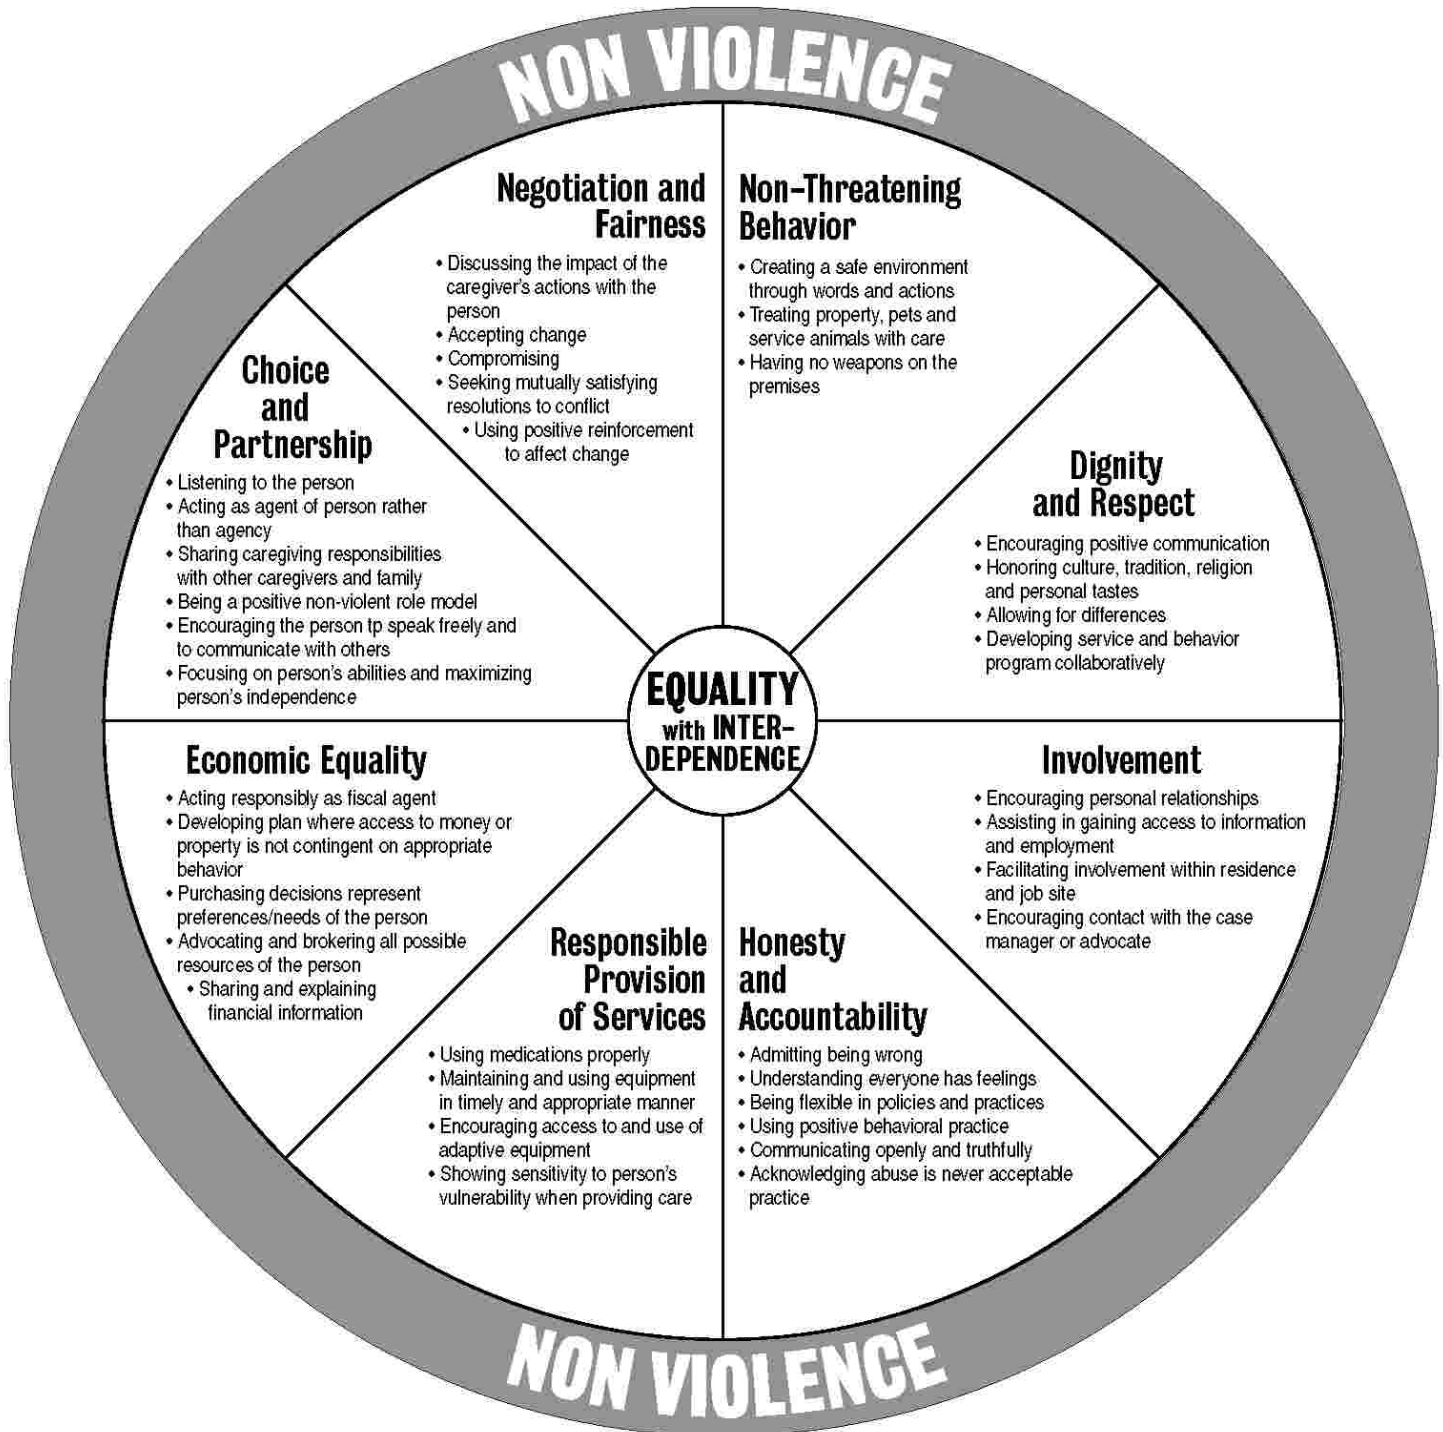 NON VIOLENCE
Negotiation and
Fairness
• Discussing the impact of the
caregiver's actions with the
person
• Accepting change
• Compromising
• Seeking mutually satisfying
resolutions to conflict
• Using positive reinforcement
to affect change
Non-Threatening
Behavior
• Creating a safe environment
through words and actions
• Treating property, pets and
service animals with care
• Having no weapons on the
premises
Choice
and
Partnership
• Listening to the person
• Acting as agent of person rather
than agency
• Sharing caregiving responsibilities
with other caregivers and family
• Being a positive non-violent role model
• Encouraging the person tp speak freely and
to communicate with others
• Focusing on person's abilities and maximizing
person's independence
Dignity
and Respect
• Encouraging positive communication
• Honoring culture, tradition, religion
and personal tastes
• Allowing for differences
• Developing service and behavior
program collaboratively
EQUALITY
with INTER-
DEPENDENCE
Economic Equality
• Acting responsibly as fiscal agent
• Developing plan where access to money or
property is not contingent on appropriate
behavior
• Purchasing decisions represent
preferences/needs of the person
• Advocating and brokering all possible
resources of the person
• Sharing and explaining
financial information
Involvement
• Encouraging personal relationships
• Assisting in gaining access to information
and employment
• Facilitating involvement within residence
and job site
• Encouraging contact with the case
manager or advocate
Responsible
Provision
of Services
• Using medications properly
• Maintaining and using equipment
in timely and appropriate manner
• Encouraging access to and use of
adaptive equipment
• Showing sensitivity to person's
vulnerability when providing care
Honesty
and
Accountability
• Admitting being wrong
• Understanding everyone has feelings
• Being flexible in policies and practices
• Using positive behavioral practice
• Communicating openly and truthfully
• Acknowledging abuse is never acceptable
practice
NON VIOLENCE